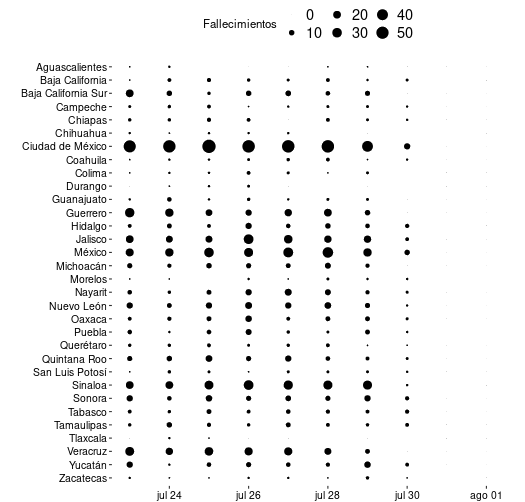 Fallecimientos
0 20 40
10 30 50
Aguascalientes
Baja California
Baja California Sur
Campeche
Chiapas
Chihuahua
Ciudad de México
Coahuila
Colima
Durango
Guanajuato
Guerrero
Hidalgo
Jalisco
México
Michoacán
Morelos
Nayarit
Nuevo León
Oaxaca
Puebla
Querétaro
Quintana Roo
San Luis Potosí
Sinaloa
Sonora
Tabasco
Tamaulipas
Tlaxcala
Veracruz
Yucatán
Zacatecas
jul 24 jul 26 jul 28 jul 30 ago 01